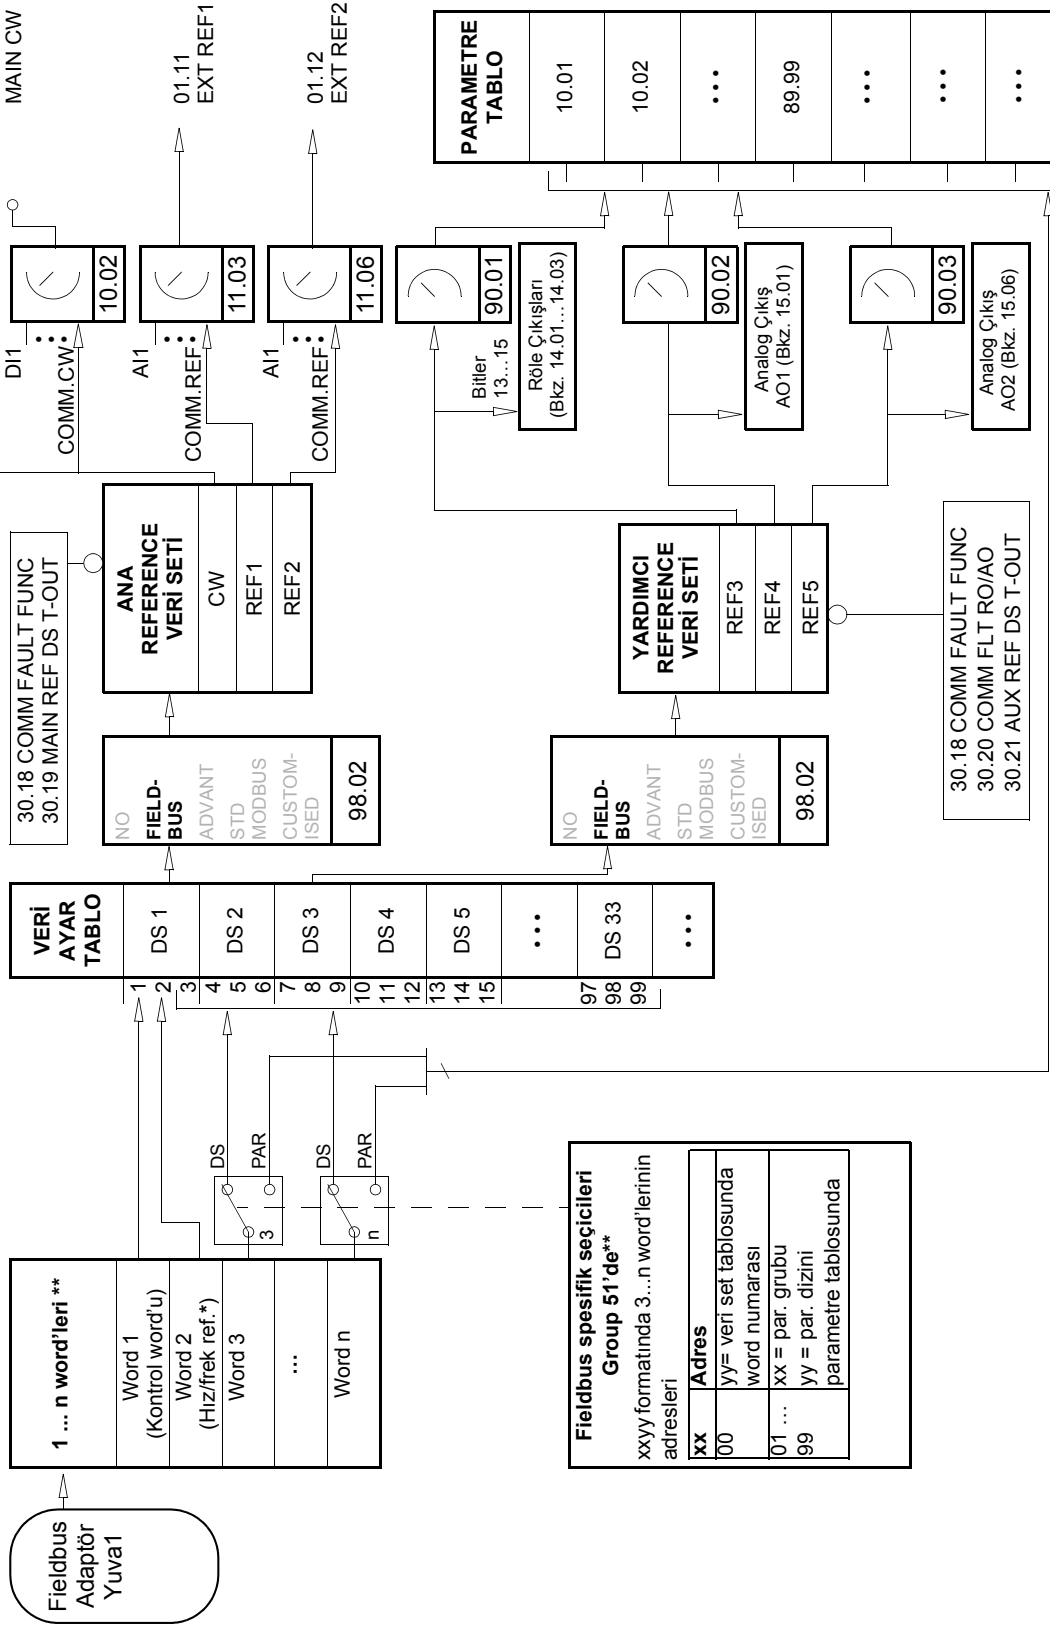 Fieldbus
Adaptör
Yuva1
1 ... n word'leri **
Word 1
(Kontrol word'u)
Word 2
(Hız/frek ref.*)
Word 3
...
Word n
3
DS
PAR
n
DS
PAR
Fieldbus spesifik seçicileri
Group 51'de**
xxyy formatında 3...n word'lerinin
adresleri
xx Adres
00 yy= veri set tablosunda
word numarası
01 ... xx = par. grubu
99 yy = par. dizini
parametre tablosunda
VERİ
AYAR
TABLO
1
2
3
DS 1
4
5
6
DS 2
7
8
9
DS 3
10
11
12
DS 4
13
14
15
DS 5
...
97
98
99
DS 33
...
NO
FIELD-
BUS
ADVANT
STD
MODBUS
CUSTOM-
ISED
98.02
NO
FIELD-
BUS
ADVANT
STD
MODBUS
CUSTOM-
ISED
98.02
30.18 COMM FAULT FUNC
30.19 MAIN REF DS T-OUT
ANA
REFERENCE
VERİ SETİ
CW
REF1
REF2
YARDIMCI
REFERENCE
VERİ SETİ
REF3
REF4
REF5
30.18 COMM FAULT FUNC
30.20 COMM FLT RO/AO
30.21 AUX REF DS T-OUT
DI1
...
COMM.CW
10.02
MAIN CW
AI1
...
COMM.REF
11.03
01.11
EXT REF1
AI1
...
COMM.REF
11.06
01.12
EXT REF2
90.01
Bitler
13...15
Röle Çıkışları
(Bkz. 14.01... 14.03)
90.02
Analog Çıkış
AO1 (Bkz. 15.01)
90.03
Analog Çıkış
AO2 (Bkz. 15.06)
PARAMETRE
TABLO
10.01
10.02
...
89.99
...
...
...